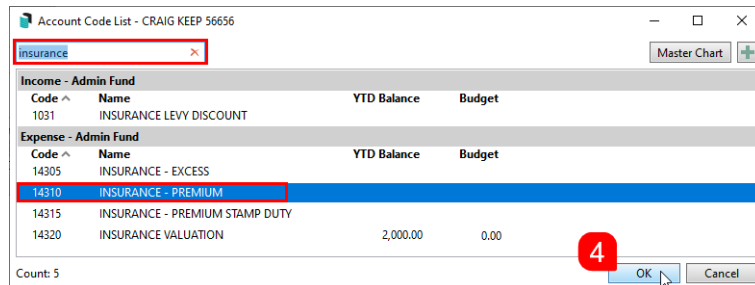 Account Code List - CRAIG KEEP 56656
insurance
Master Chart
Income - Admin Fund
Code Name YTD Balance Budget
1031 INSURANCE LEVY DISCOUNT
Expense - Admin Fund
Code Name YTD Balance Budget
14305 INSURANCE - EXCESS
14310 INSURANCE - PREMIUM
14315 INSURANCE - PREMIUM STAMP DUTY
14320 INSURANCE VALUATION 2,000.00 0.00
4
Count: 5
OK
Cancel